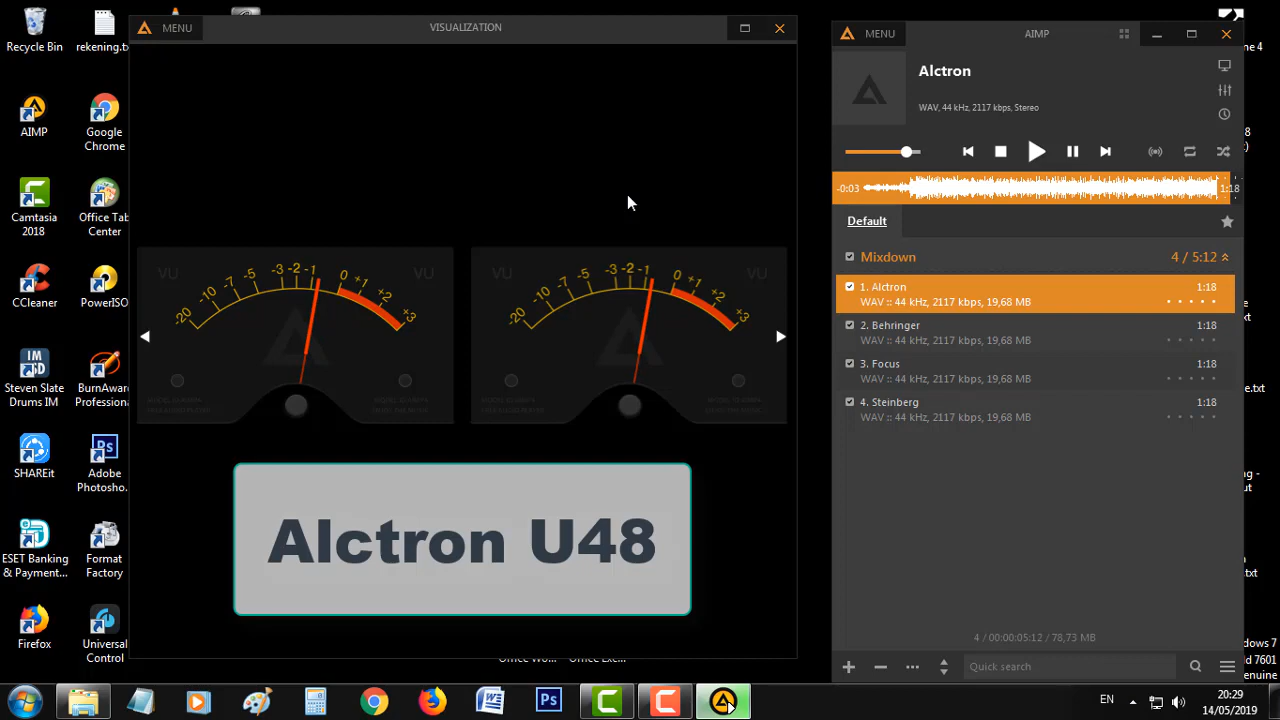 Recycle Bin
rekening.tx
AIMP
Google
Chrome
Camtasia
2018
Office Tab
Center
CCleaner
PowerISO
Steven Slate
Drums IM
BurnAware
Professional
SHAREit
Adobe
Photosho...
ESET Banking
& Paymen...
Format
Factory
Firefox
Universal
Control
MENU
VISUALIZATION
VU
-20 -10 -7 -5 -3 -2 -1 0 +1 +2 +3
VU
VU
-20 -10 -7 -5 -3 -2 -1 0 +1 +2 +3
VU
Alctron U48
MENU
AIMP
Alctron
WAV, 44 kHz, 2117 kbps, Stereo
-0:03
1:18
Default
Mixdown
4 / 5:12
1. Alctron
1:18
WAV :: 44 kHz, 2117 kbps, 19,68 MB
2. Behringer
1:18
WAV :: 44 kHz, 2117 kbps, 19,68 MB
3. Focus
1:18
WAV :: 44 kHz, 2117 kbps, 19,68 MB
4. Steinberg
1:18
WAV :: 44 kHz, 2117 kbps, 19,68 MB
4 / 00:00:05:12 / 78,73 MB
Quick search
EN
20:29
14/05/2019